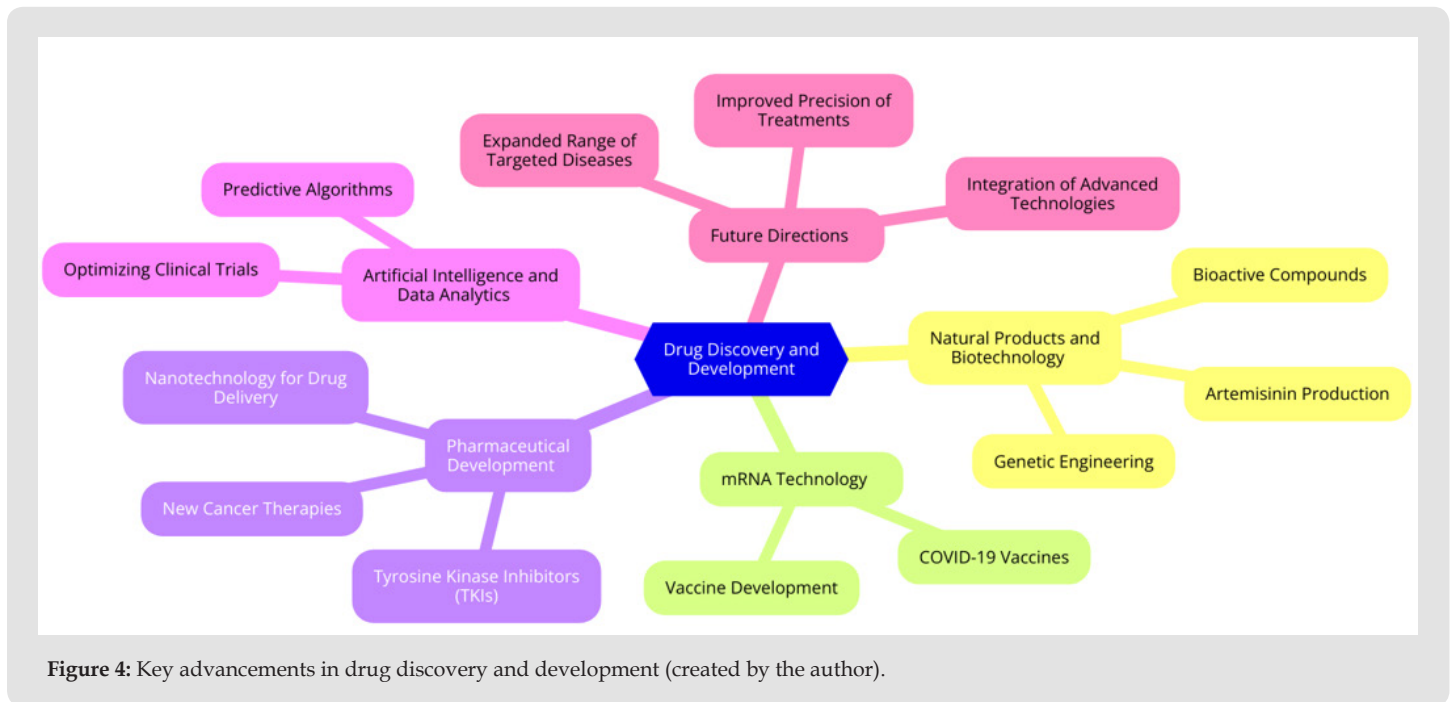 Improved Precision of
Treatments
Expanded Range of
Targeted Diseases
Integration of Advanced
Technologies
Future Directions
Predictive Algorithms
Optimizing Clinical Trials
Artificial Intelligence and
Data Analytics
Drug Discovery and
Development
Bioactive Compounds
Natural Products and
Biotechnology
Artemisinin Production
Genetic Engineering
Nanotechnology for Drug
Delivery
Pharmaceutical
Development
New Cancer Therapies
Tyrosine Kinase Inhibitors
(TKIs)
mRNA Technology
COVID-19 Vaccines
Vaccine Development
Figure 4: Key advancements in drug discovery and development (created by the author).